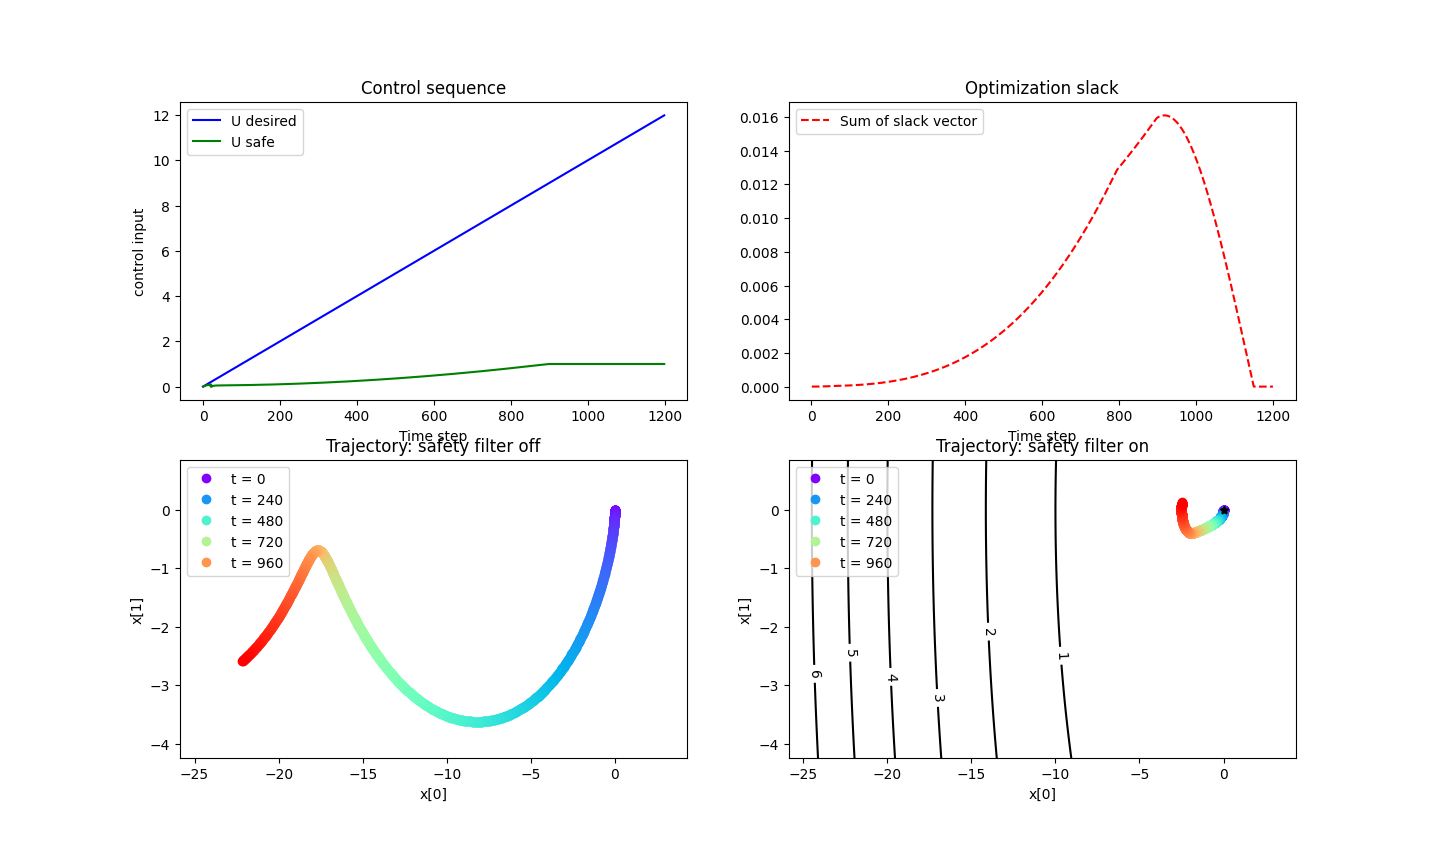 Control sequence
U desired
U safe
control input
12
10
8
6
4
2
0
0 200 400 600 800 1000 1200
Time step
Optimization slack
Sum of slack vector
0.016
0.014
0.012
0.010
0.008
0.006
0.004
0.002
0.000
0 200 400 600 800 1000 1200
Time step
Trajectory: safety filter off
t = 0
t = 240
t = 480
t = 720
t = 960
x[1]
0
−1
−2
−3
−4
−25 −20 −15 −10 −5 0
x[0]
Trajectory: safety filter on
t = 0
t = 240
t = 480
t = 720
t = 960
x[1]
0
−1
−2
−3
−4
6 5 4 3 2 1
−25 −20 −15 −10 −5 0
x[0]